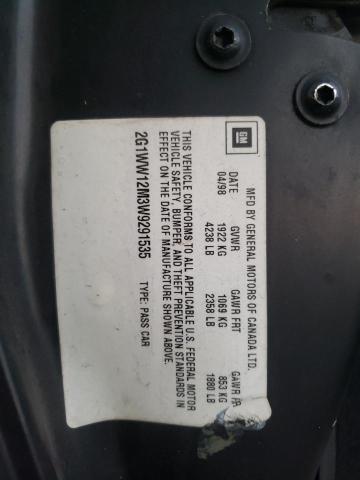 GM
MFD BY GENERAL MOTORS OF CANADA LTD.
DATE GVWR GAWR FRT GAWR RR
04/98 1922 KG 1069 KG 853 KG
4238 LB 2358 LB 1880 LB
THIS VEHICLE CONFORMS TO ALL APPLICABLE U.S. FEDERAL MOTOR
VEHICLE SAFETY, BUMPER, AND THEFT PREVENTION STANDARDS IN
EFFECT ON THE DATE OF MANUFACTURE SHOWN ABOVE.
2G1WW12M3W9291535 TYPE: PASS CAR